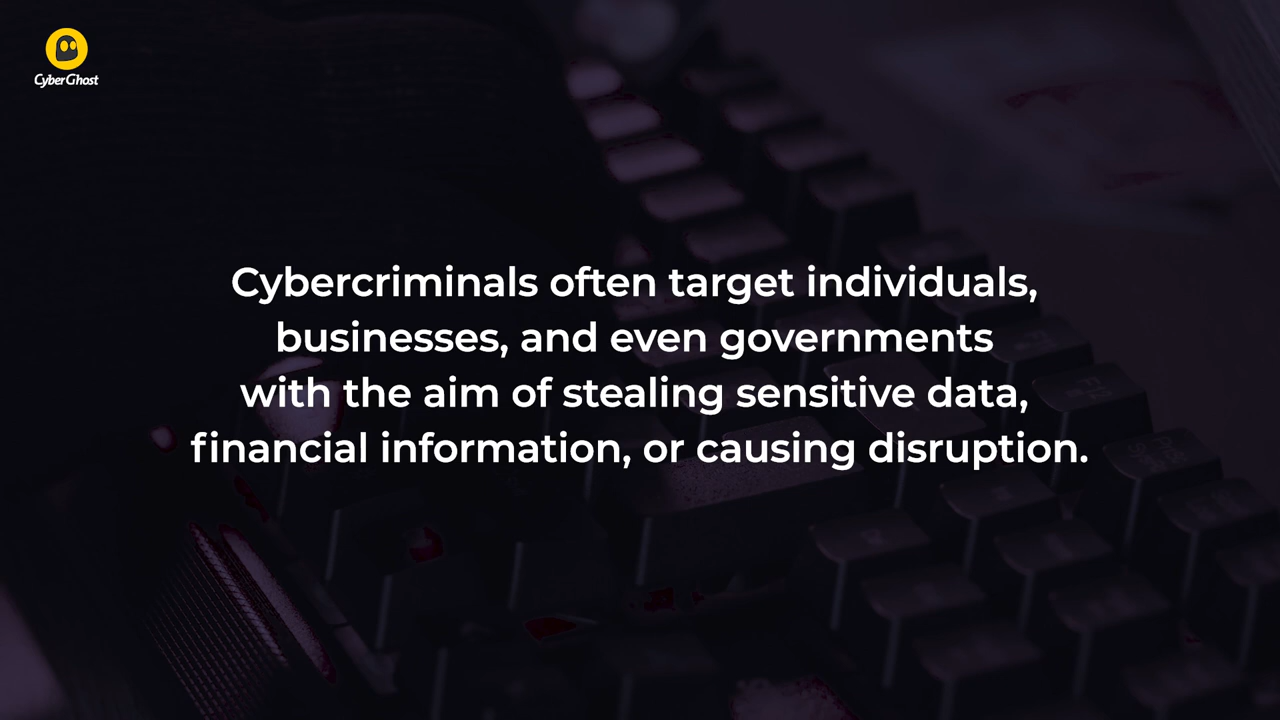 CyberGhost
Cybercriminals often target individuals,
businesses, and even governments
with the aim of stealing sensitive data,
financial information, or causing disruption.